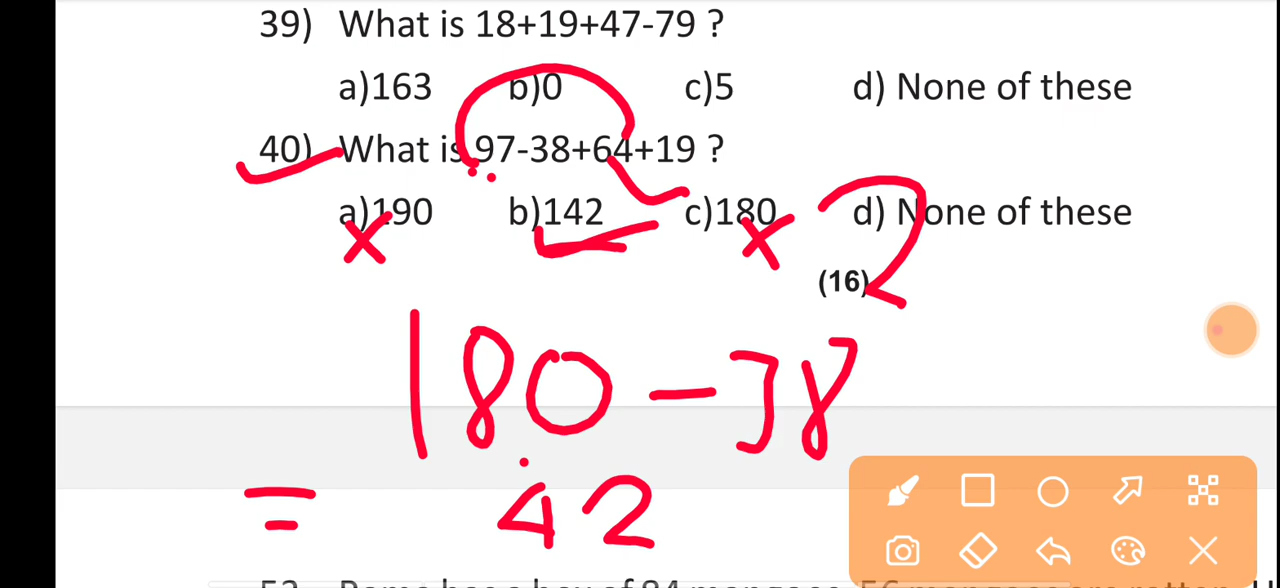 39) What is 18+19+47-79 ?
a)163 b)0 c)5 d) None of these
40) What is 97-38+64+19 ?
a)190 b)142 c)180 d) None of these
(16)
180-38
= 42